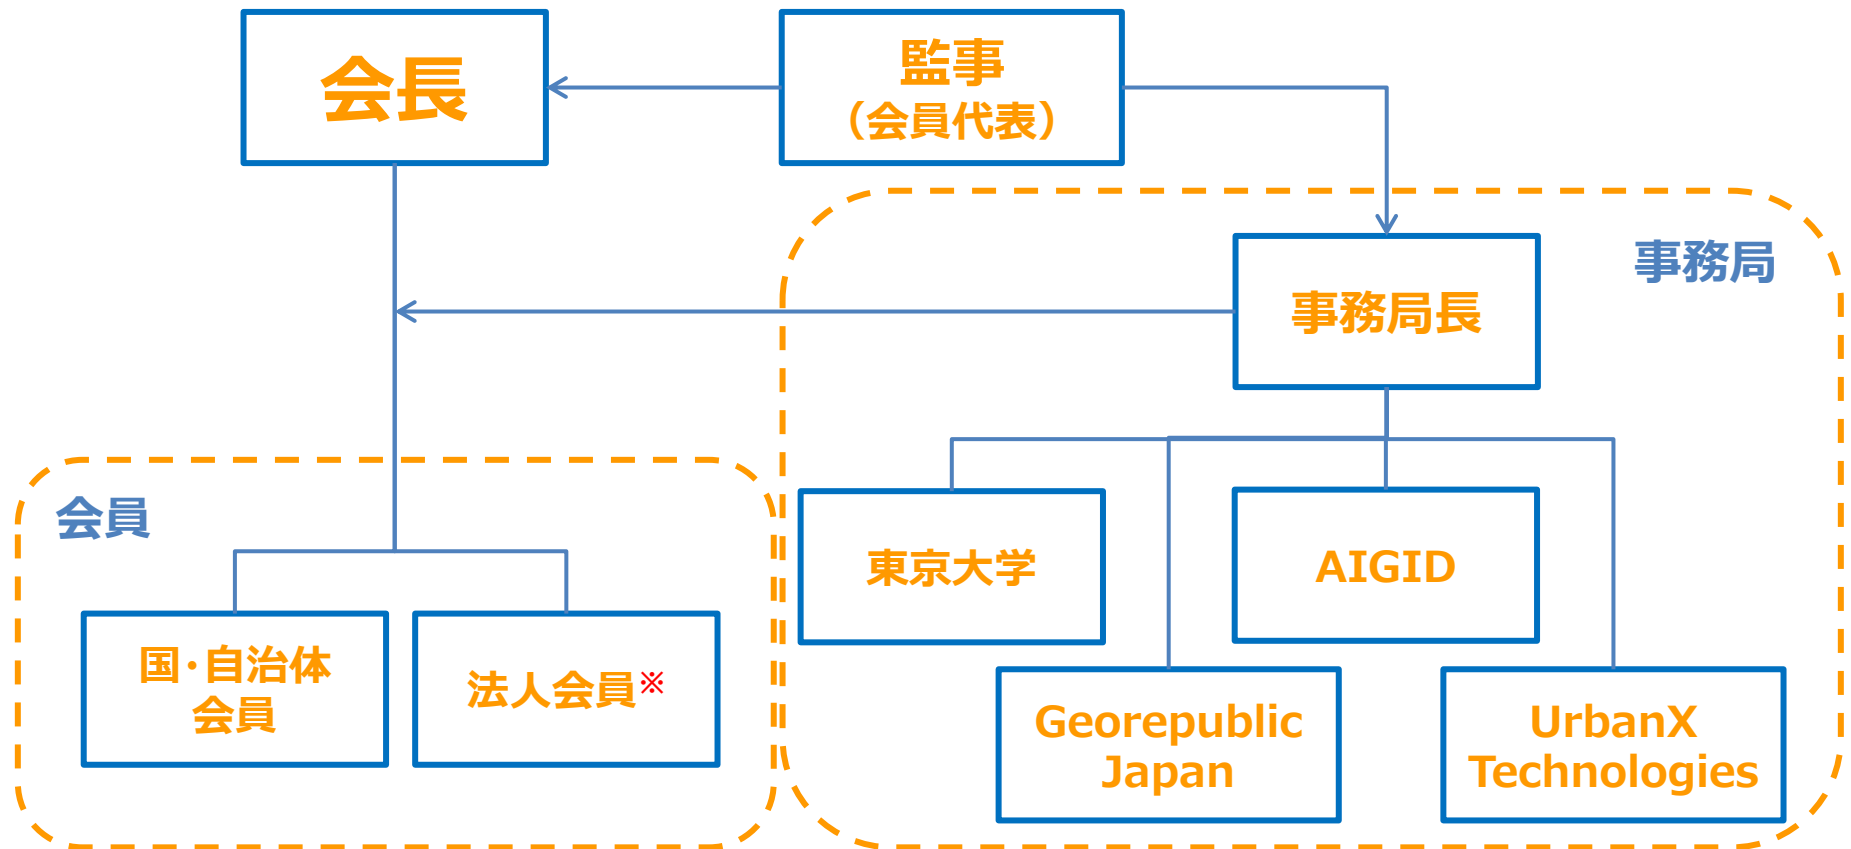 会長
監事
（会員代表）
事務局
事務局長
会員
東京大学
AIGID
国･自治体
会員
法人会員※
Georepublic
Japan
UrbanX
Technologies